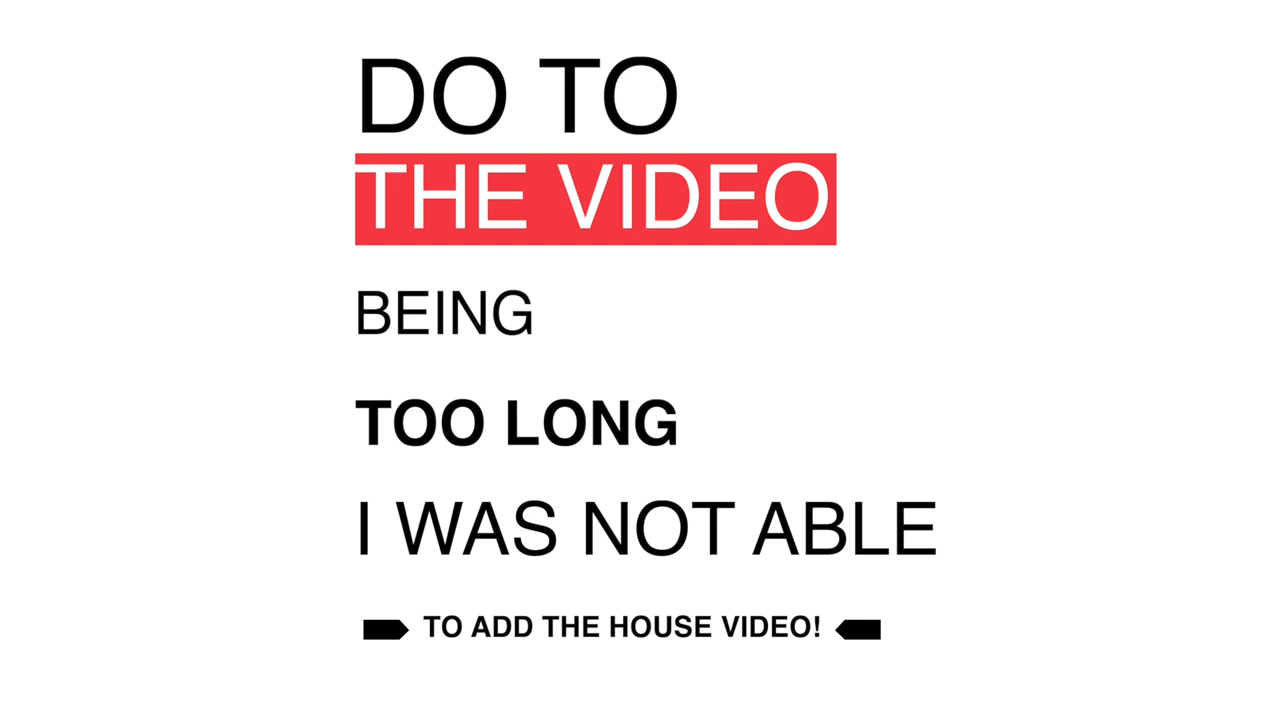 DO TO
THE VIDEO
BEING
TOO LONG
I WAS NOT ABLE
TO ADD THE HOUSE VIDEO!